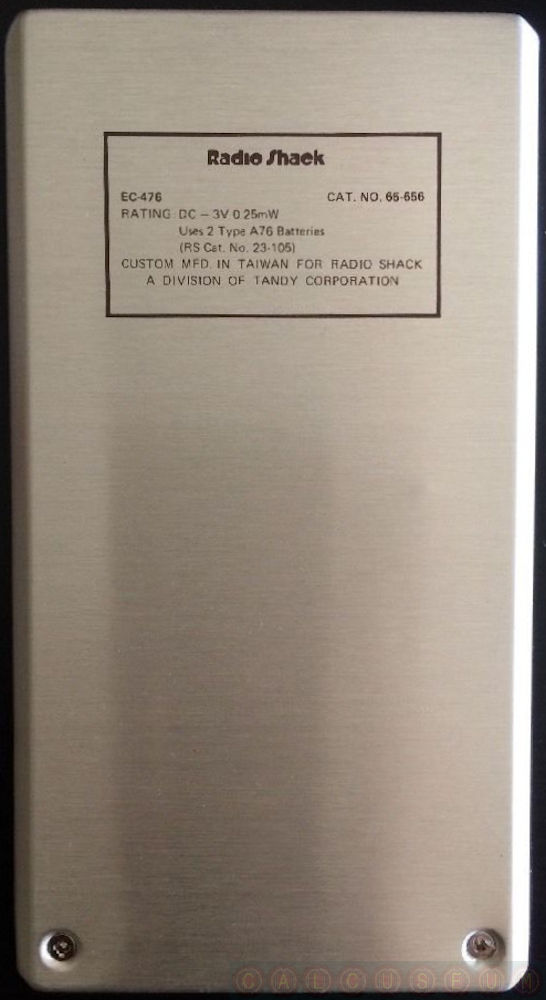 Radio Shack
EC-476 CAT. NO. 65-656
RATING DC – 3V 0.25mW
Uses 2 Type A76 Batteries
(RS Cat. No. 23-105)
CUSTOM MFD. IN TAIWAN FOR RADIO SHACK
A DIVISION OF TANDY CORPORATION
CALCUSEUM